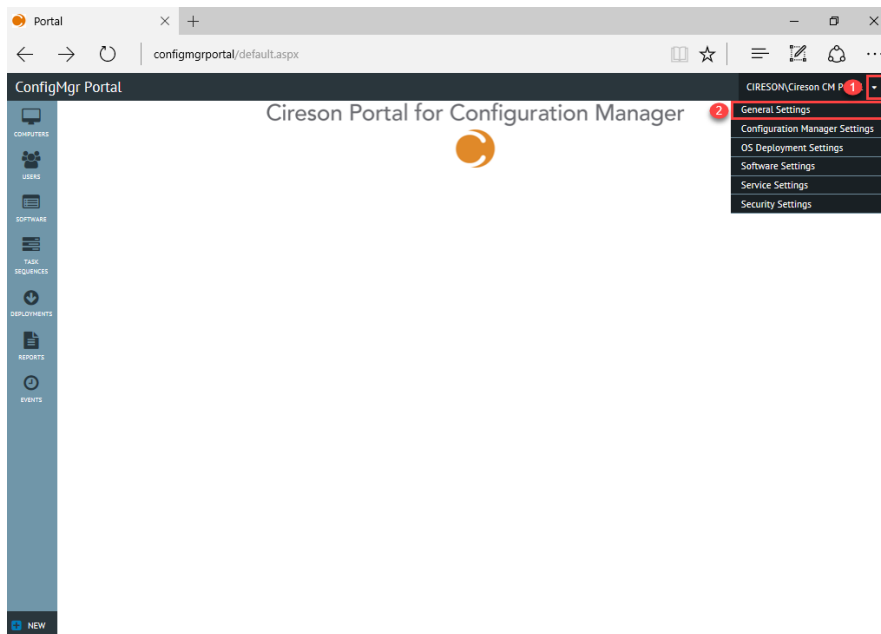 Portal
configmgrportal/default.aspx
ConfigMgr Portal
CIRESON\Cireson CM P
1
Cireson Portal for Configuration Manager
2
General Settings
Configuration Manager Settings
OS Deployment Settings
Software Settings
Service Settings
Security Settings
COMPUTERS
USERS
SOFTWARE
TASK
SEQUENCES
DEPLOYMENTS
REPORTS
EVENTS
NEW